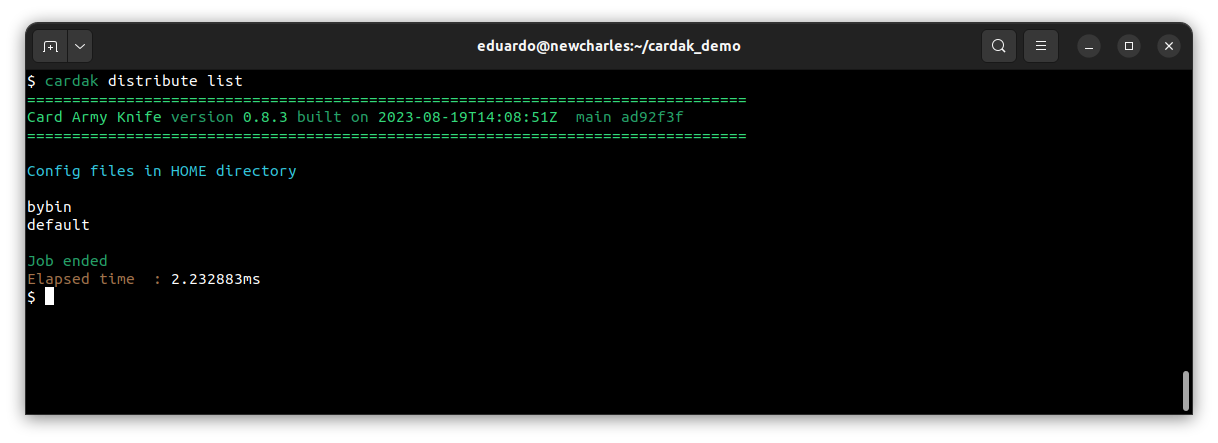 eduardo@newcharles:~/cardak_demo
$ cardak distribute list
================================================================================
Card Army Knife version 0.8.3 built on 2023-08-19T14:08:51Z  main ad92f3f
================================================================================
Config files in HOME directory
bybin
default
Job ended
Elapsed time  : 2.232883ms
$